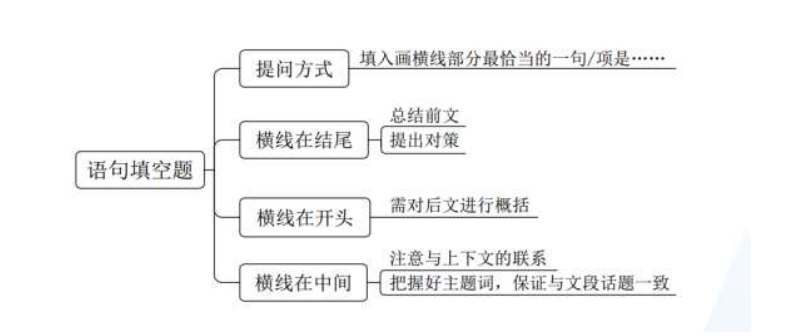 提问方式
填入画横线部分最恰当的一句/项是……
总结前文
横线在结尾
提出对策
语句填空题
横线在开头
需对后文进行概括
注意与上下文的联系
横线在中间
把握好主题词，保证与文段话题一致